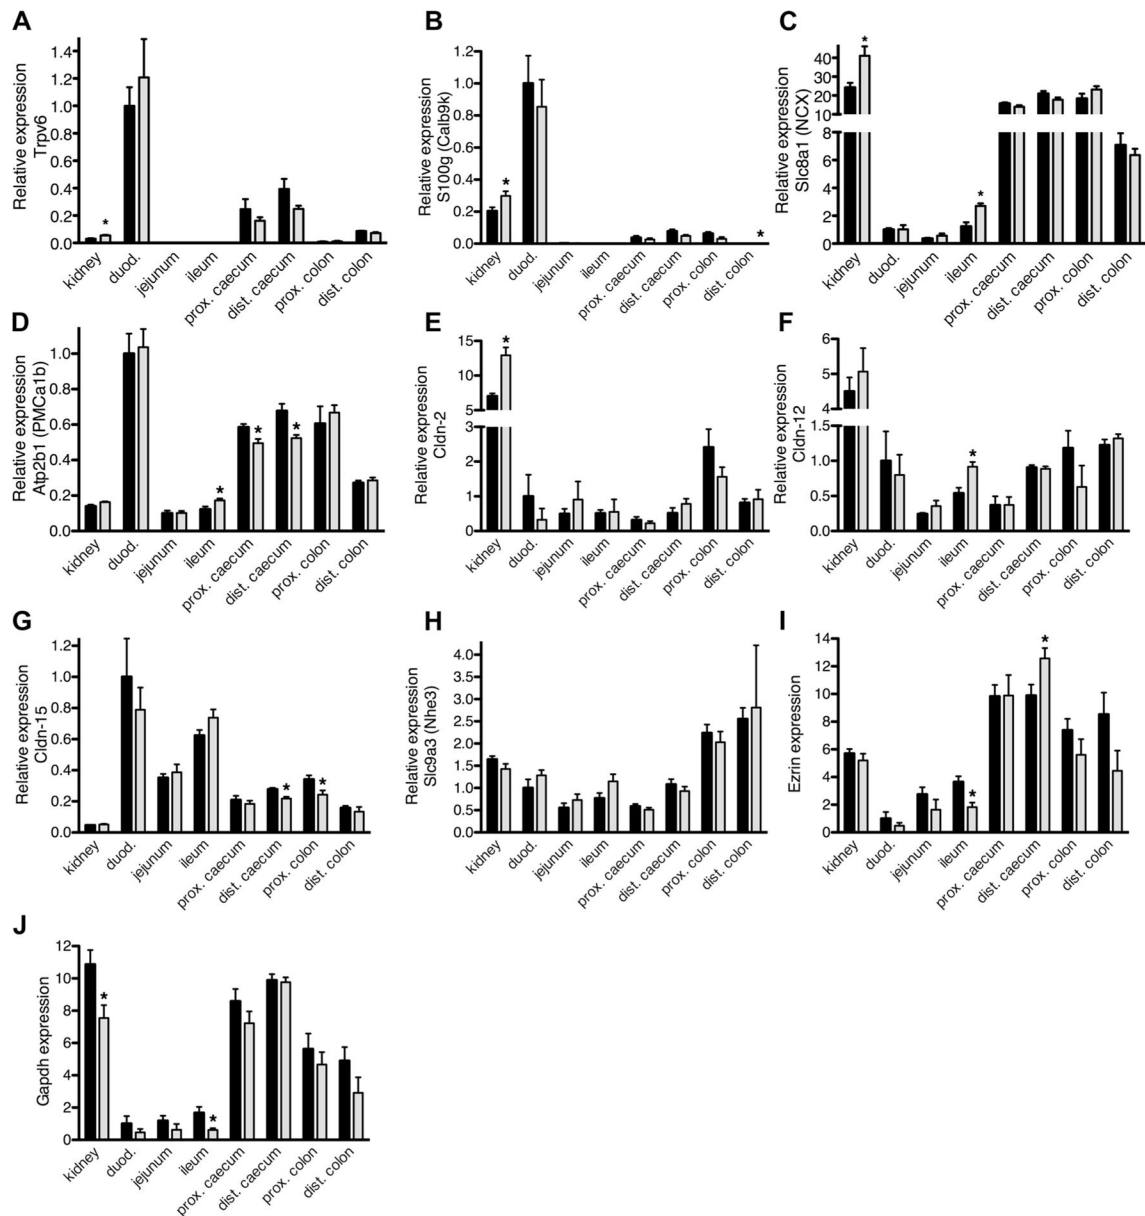 A
Relative expression
Trpv6
1.4
1.2
1.0
0.8
0.6
0.4
0.2
0.0
*
kidney
duod.
jejunum
ileum
prox. caecum
dist. caecum
prox. colon
dist. colon
B
Relative expression
S100g (Calb9k)
1.2
1.0
0.8
0.6
0.4
0.2
0.0
*
*
kidney
duod.
jejunum
ileum
prox. caecum
dist. caecum
prox. colon
dist. colon
C
Relative expression
Slc8a1 (NCX)
40
30
20
10
8
6
4
2
0
*
*
kidney
duod.
jejunum
ileum
prox. caecum
dist. caecum
prox. colon
dist. colon
D
Relative expression
Atp2b1 (PMCa1b)
1.0
0.8
0.6
0.4
0.2
0.0
*
*
*
kidney
duod.
jejunum
ileum
prox. caecum
dist. caecum
prox. colon
dist. colon
E
Relative expression
Cldn-2
15
10
5
3
2
1
0
*
kidney
duod.
jejunum
ileum
prox. caecum
dist. caecum
prox. colon
dist. colon
F
Relative expression
Cldn-12
6
5
4
1.5
1.0
0.5
0.0
*
kidney
duod.
jejunum
ileum
prox. caecum
dist. caecum
prox. colon
dist. colon
G
Relative expression
Cldn-15
1.2
1.0
0.8
0.6
0.4
0.2
0.0
*
*
kidney
duod.
jejunum
ileum
prox. caecum
dist. caecum
prox. colon
dist. colon
H
Relative expression
Slc9a3 (Nhe3)
4.0
3.5
3.0
2.5
2.0
1.5
1.0
0.5
0.0
kidney
duod.
jejunum
ileum
prox. caecum
dist. caecum
prox. colon
dist. colon
I
Ezrin expression
14
12
10
8
6
4
2
0
*
*
kidney
duod.
jejunum
ileum
prox. caecum
dist. caecum
prox. colon
dist. colon
J
Gapdh expression
12
10
8
6
4
2
0
*
*
kidney
duod.
jejunum
ileum
prox. caecum
dist. caecum
prox. colon
dist. colon